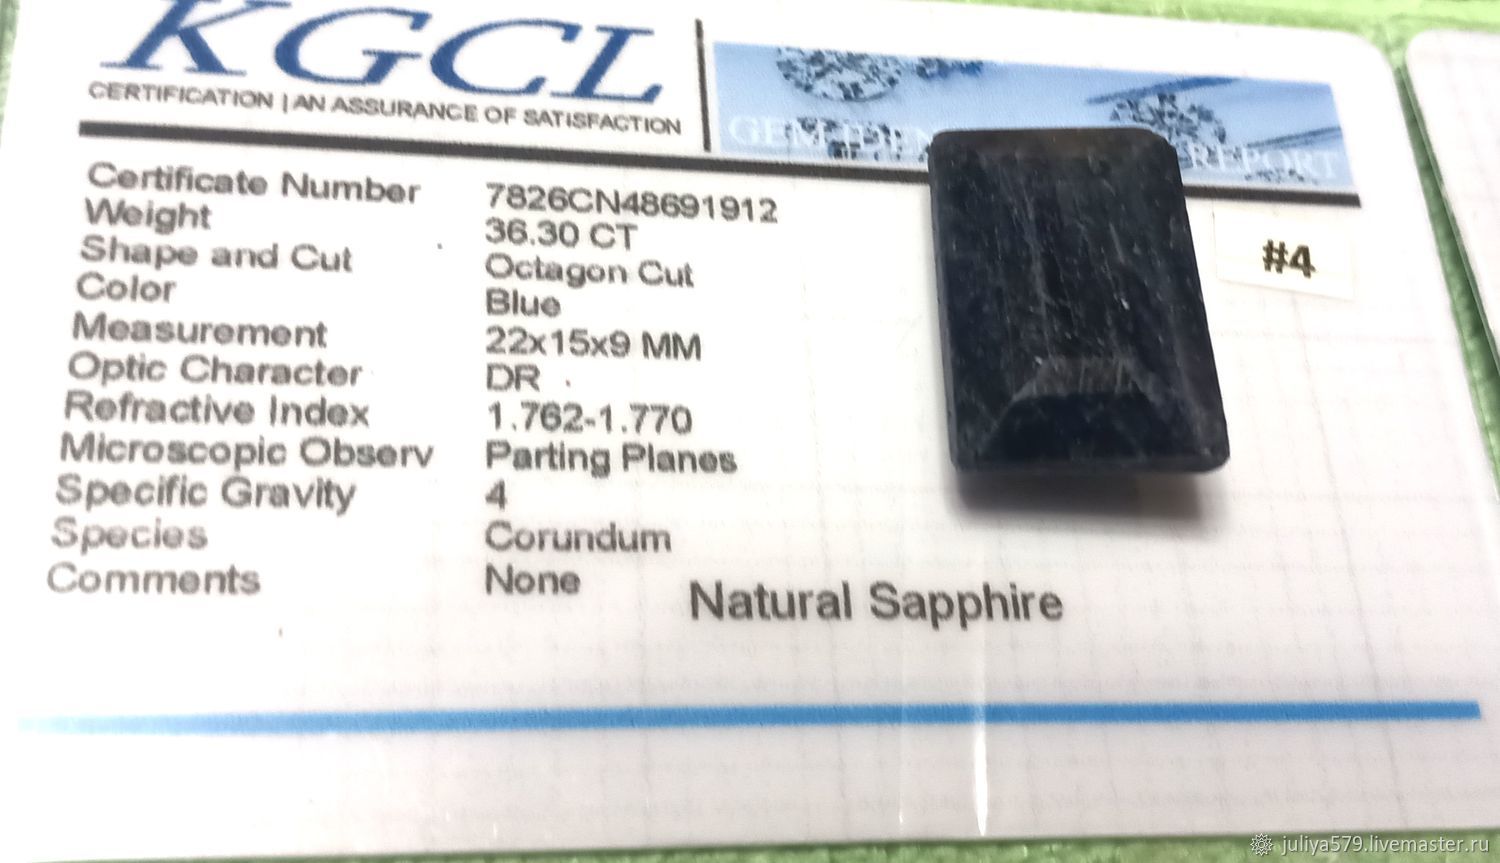 KGCL
CERTIFICATION | AN ASSURANCE OF SATISFACTION
REPORT
Certificate Number 7826CN48691912
Weight 36.30 CT
Shape and Cut Octagon Cut
Color Blue
Measurement 22x15x9 MM
Optic Character DR
Refractive Index 1.762-1.770
Microscopic Observ Parting Planes
Specific Gravity 4
Species Corundum
Comments None
#4
Natural Sapphire
juliya579.livemaster.ru